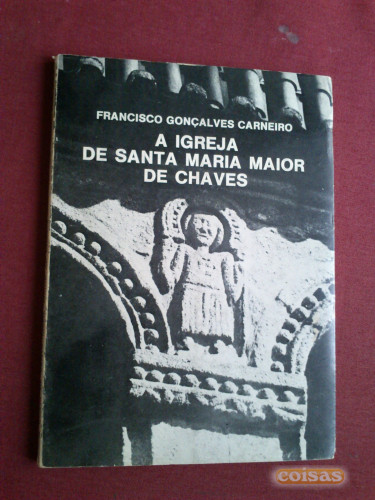 FRANCISCO GONÇALVES CARNEIRO
A IGREJA
DE SANTA MARIA MAIOR
DE CHAVES
coisas